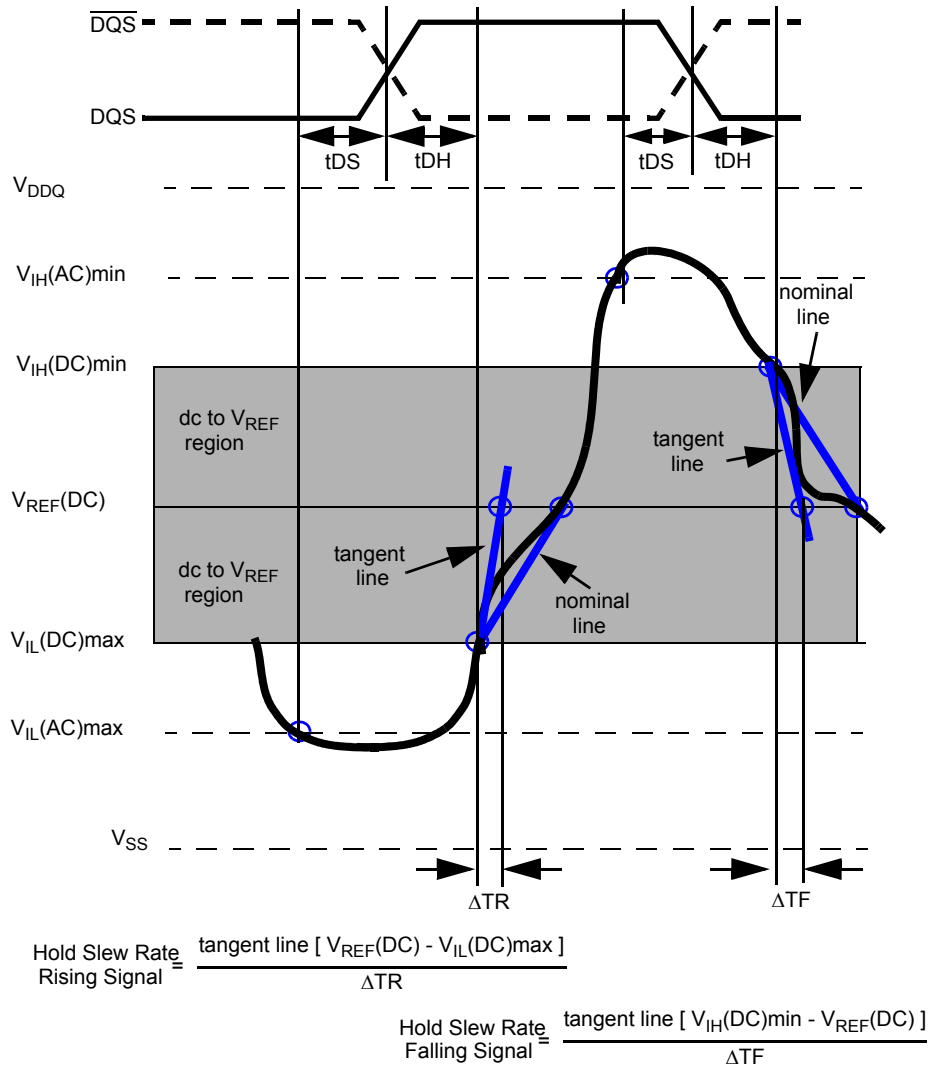 D̅Q̅S̅
DQS
tDS
tDH
tDS
tDH
VDDQ
VIH(AC)min
nominal
line
VIH(DC)min
dc to VREF
region
tangent
line
VREF(DC)
tangent
line
dc to VREF
region
nominal
line
VIL(DC)max
VIL(AC)max
VSS
ΔTR
ΔTF
Hold Slew Rate
Rising Signal
=
tangent line [ VREF(DC) - VIL(DC)max ]
ΔTR
Hold Slew Rate
Falling Signal
=
tangent line [ VIH(DC)min - VREF(DC) ]
ΔTF